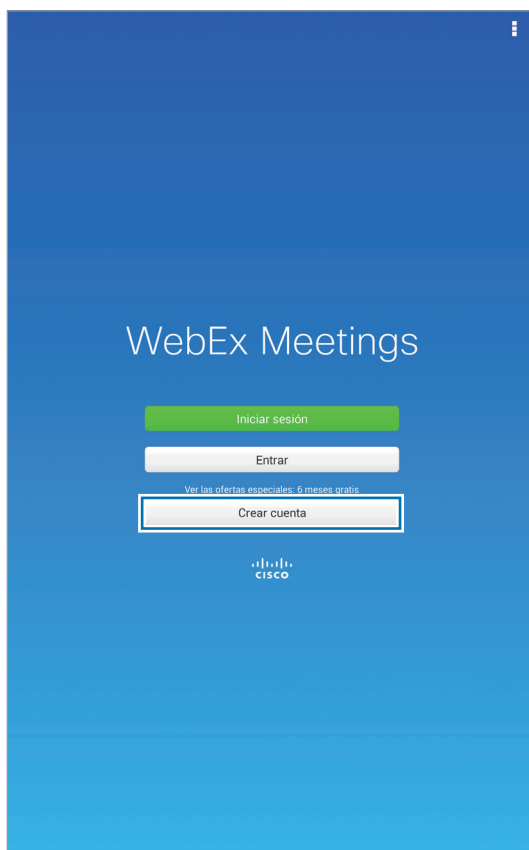 WebEx Meetings
Iniciar sesión
Entrar
Ver las ofertas especiales: 6 meses gratis
Crear cuenta
CISCO